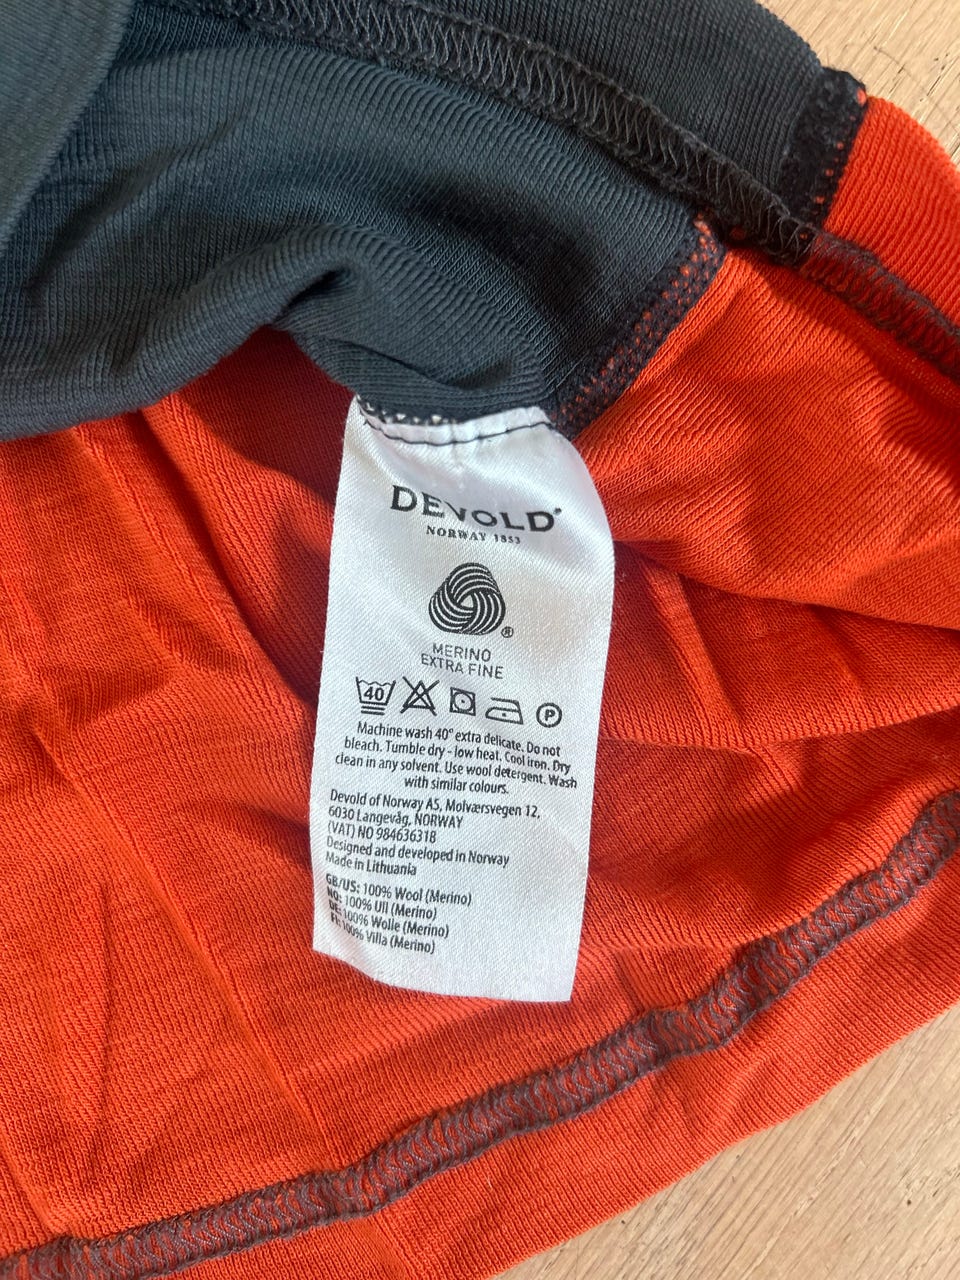 DEVOLD®
NORWAY 1853
®
MERINO
EXTRA FINE
40 P
Machine wash 40° extra delicate. Do not
bleach. Tumble dry - low heat. Cool iron. Dry
clean in any solvent. Use wool detergent. Wash
with similar colours.
Devold of Norway AS, Molværsvegen 12,
6030 Langevåg, NORWAY
(VAT) NO 984636318
Designed and developed in Norway
Made in Lithuania
GB/US: 100% Wool (Merino)
NO: 100% Ull (Merino)
DE: 100% Wolle (Merino)
FI: 100% Villa (Merino)